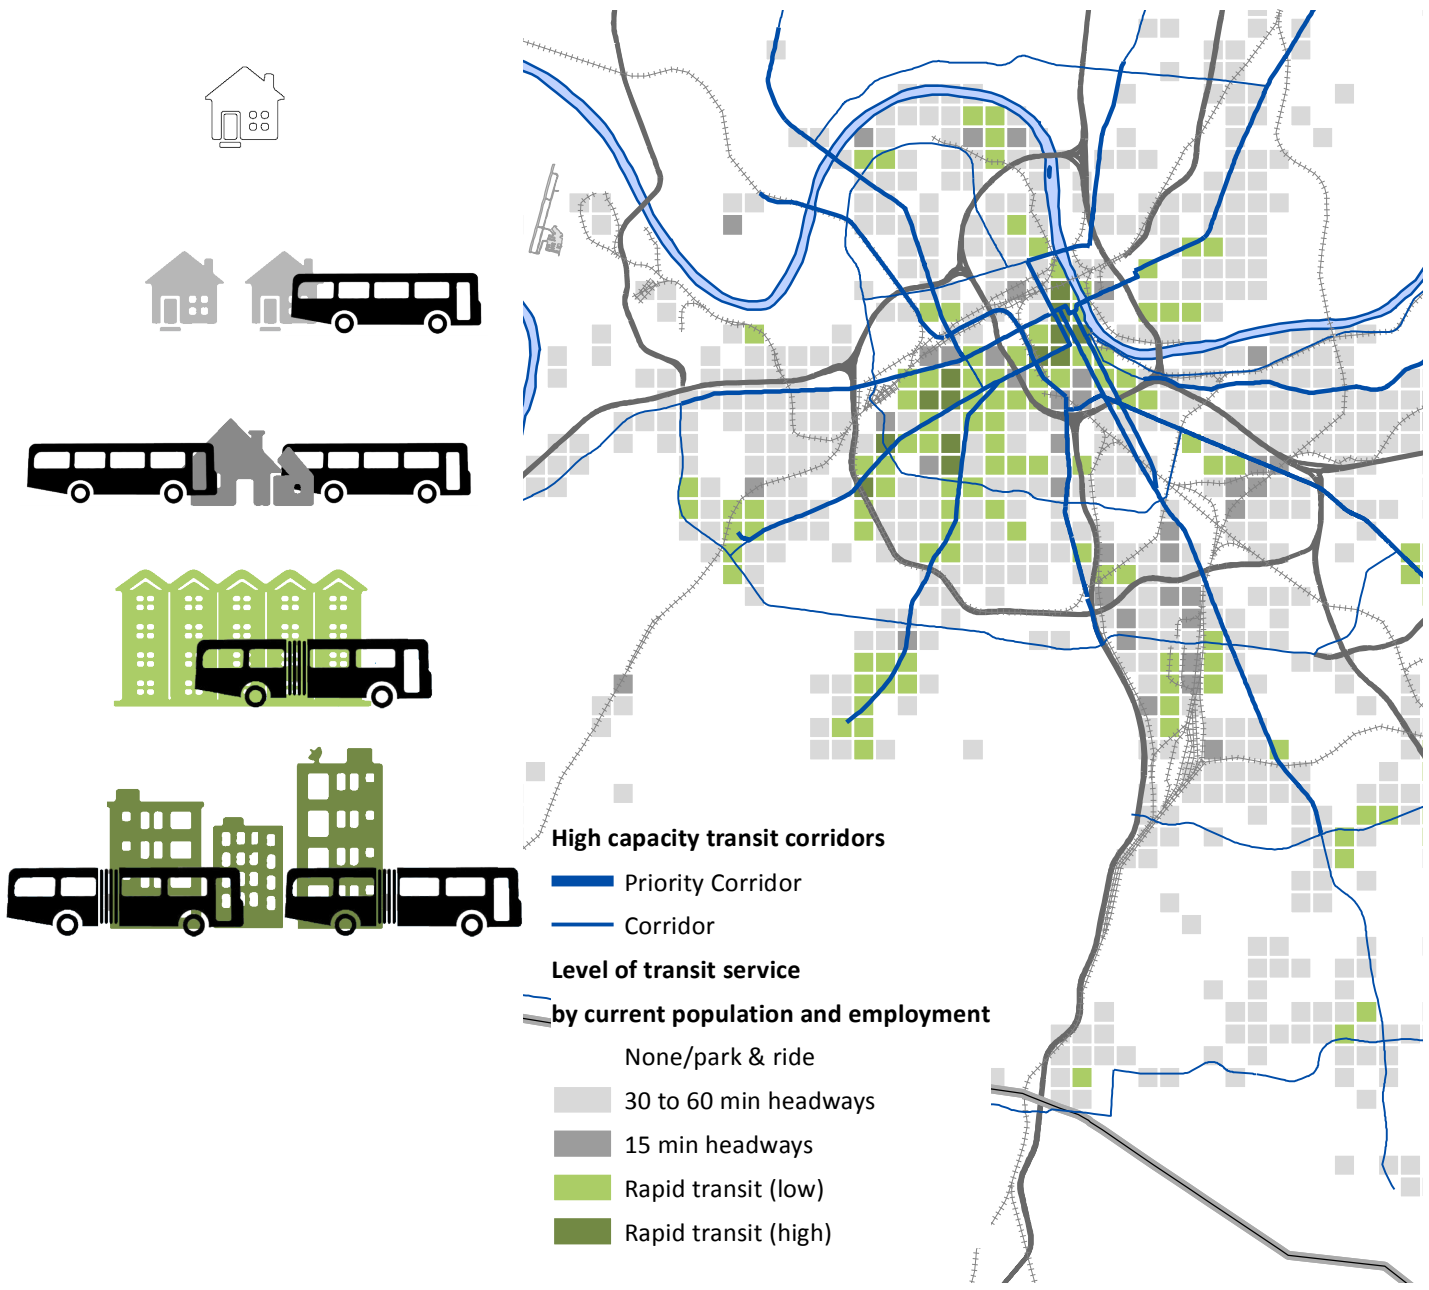 High capacity transit corridors
Priority Corridor
Corridor
Level of transit service
by current population and employment
None/park & ride
30 to 60 min headways
15 min headways
Rapid transit (low)
Rapid transit (high)